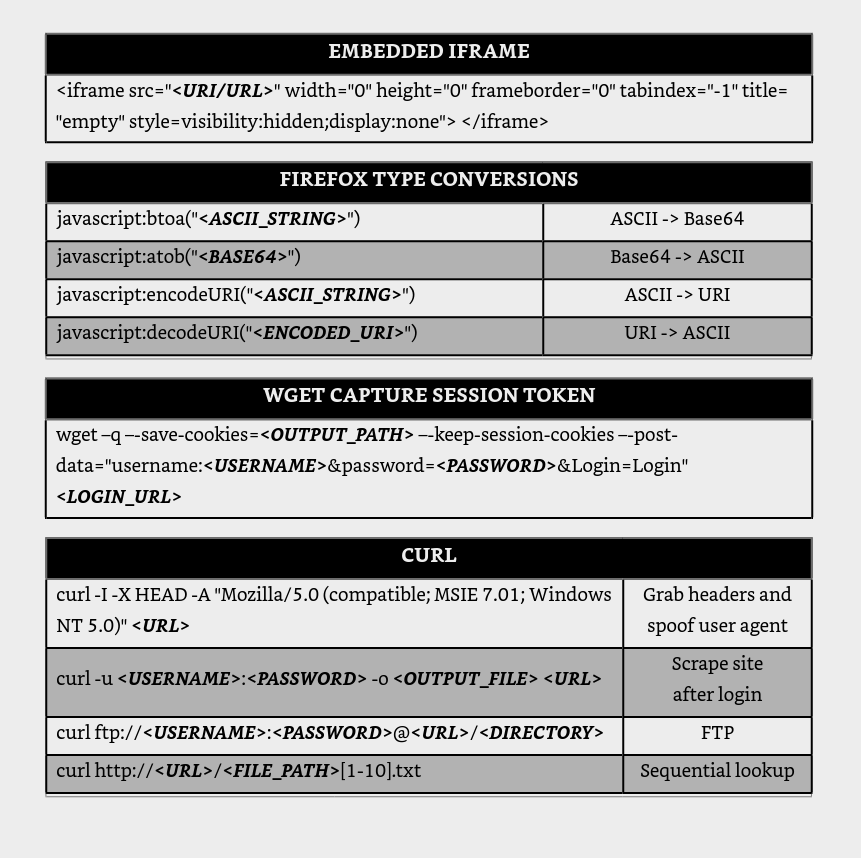 EMBEDDED IFRAME
<iframe src="<URI/URL>" width="0" height="0" frameborder="0" tabindex="-1" title=
"empty" style=visibility:hidden;display:none"> </iframe>
FIREFOX TYPE CONVERSIONS
javascript:btoa("<ASCII_STRING>") ASCII -> Base64
javascript:atob("<BASE64>") Base64 -> ASCII
javascript:encodeURI("<ASCII_STRING>") ASCII -> URI
javascript:decodeURI("<ENCODED_URI>") URI -> ASCII
WGET CAPTURE SESSION TOKEN
wget –q –-save-cookies=<OUTPUT_PATH> –-keep-session-cookies –-post-
data="username:<USERNAME>&password=<PASSWORD>&Login=Login"
<LOGIN_URL>
CURL
curl -I -X HEAD -A "Mozilla/5.0 (compatible; MSIE 7.01; Windows
NT 5.0)" <URL>
Grab headers and
spoof user agent
curl -u <USERNAME>:<PASSWORD> -o <OUTPUT_FILE> <URL>
Scrape site
after login
curl ftp://<USERNAME>:<PASSWORD>@<URL>/<DIRECTORY> FTP
curl http://<URL>/<FILE_PATH>[1-10].txt Sequential lookup